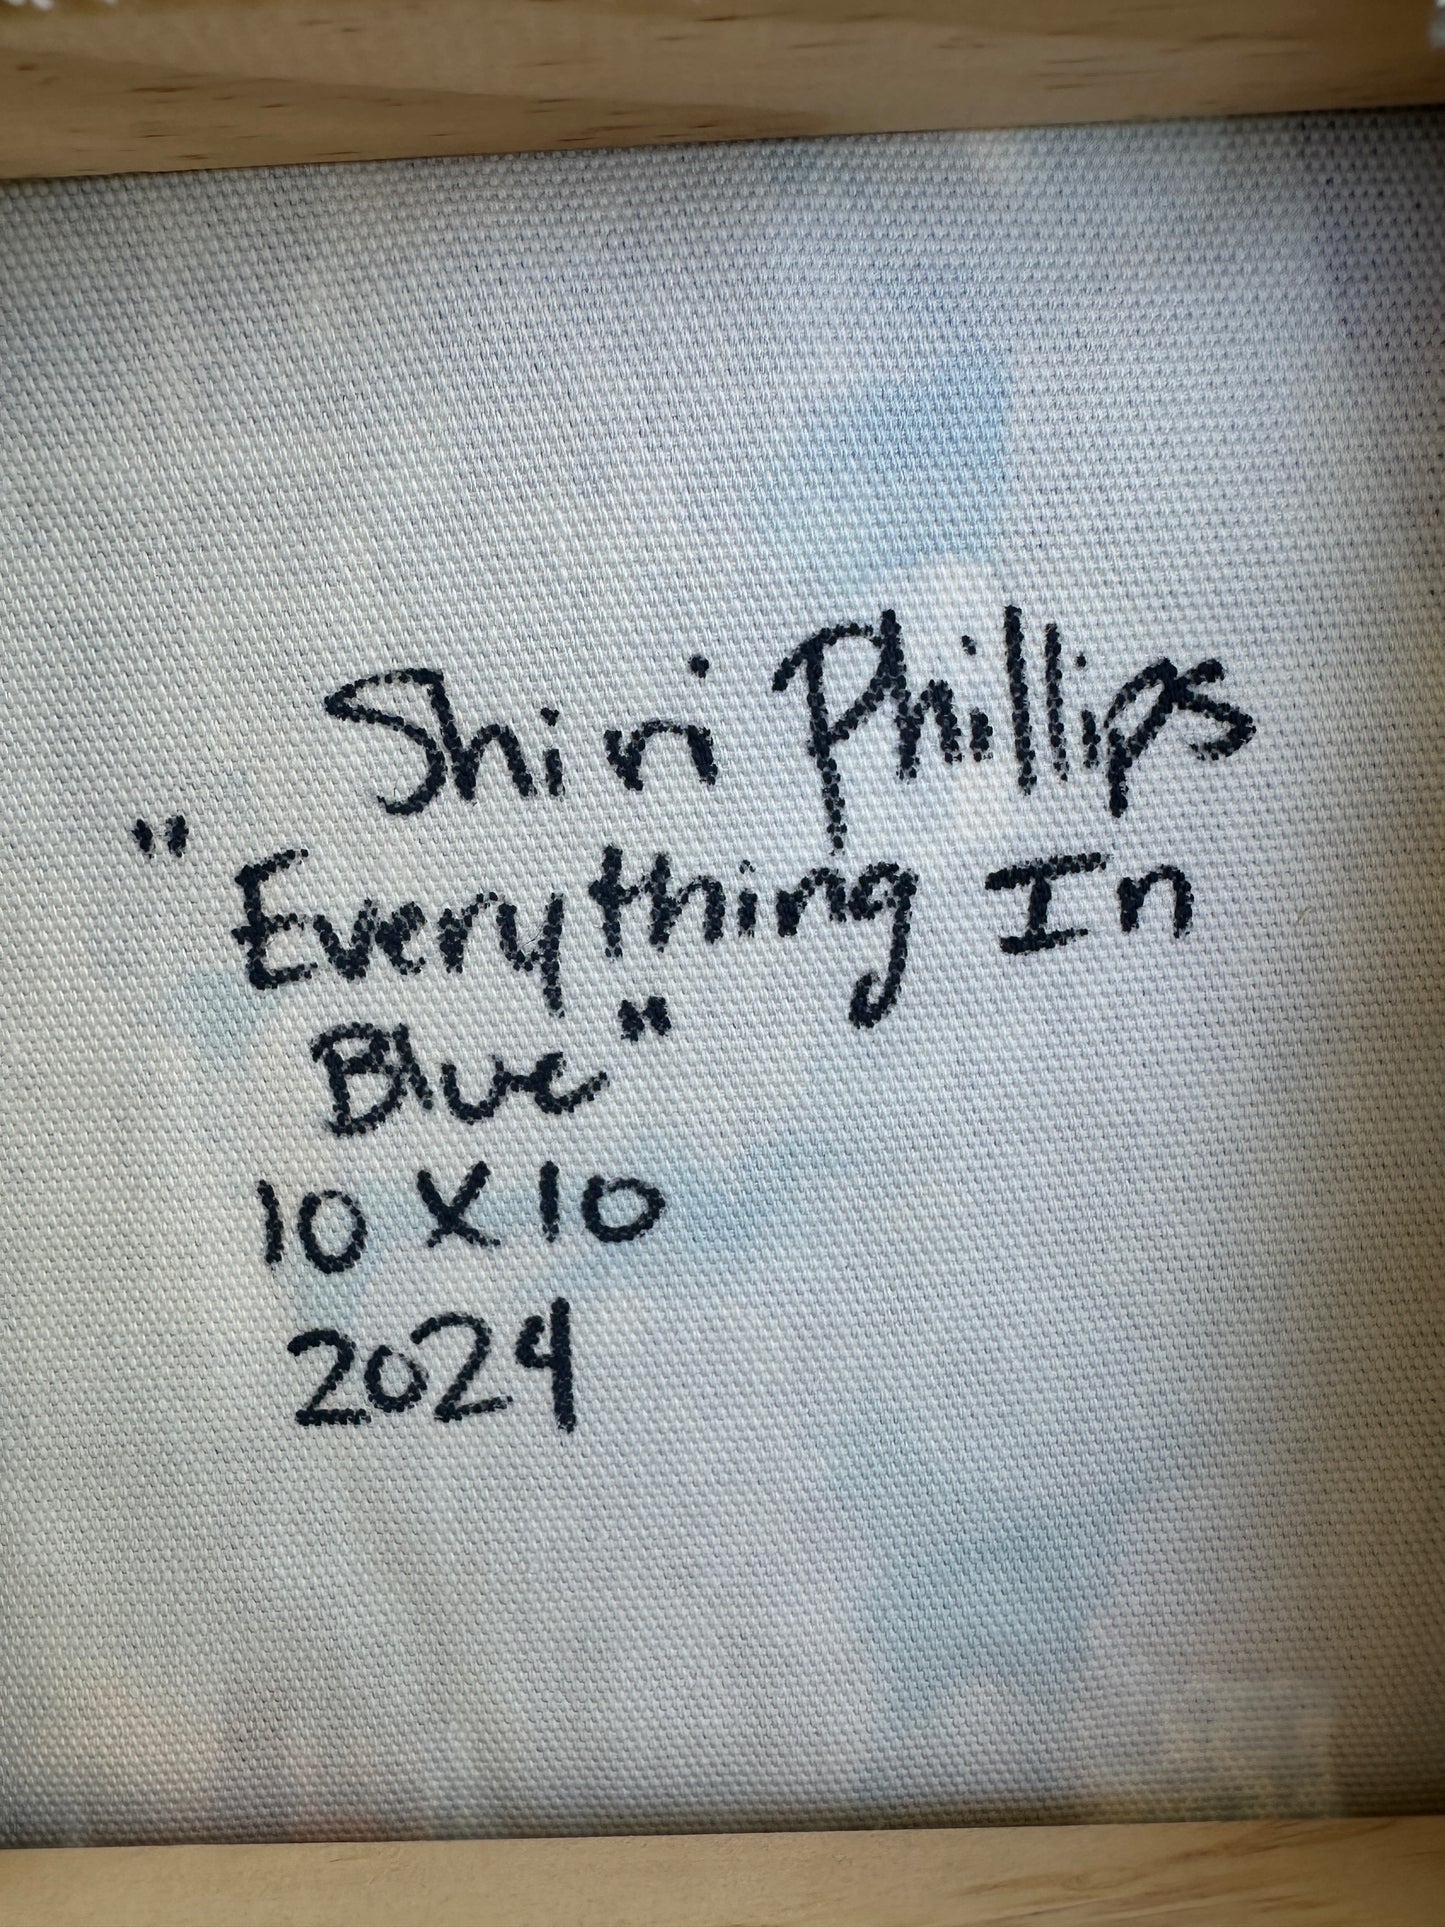 Shiri Phillips
"Everything In
Blue"
10 X 10
2024